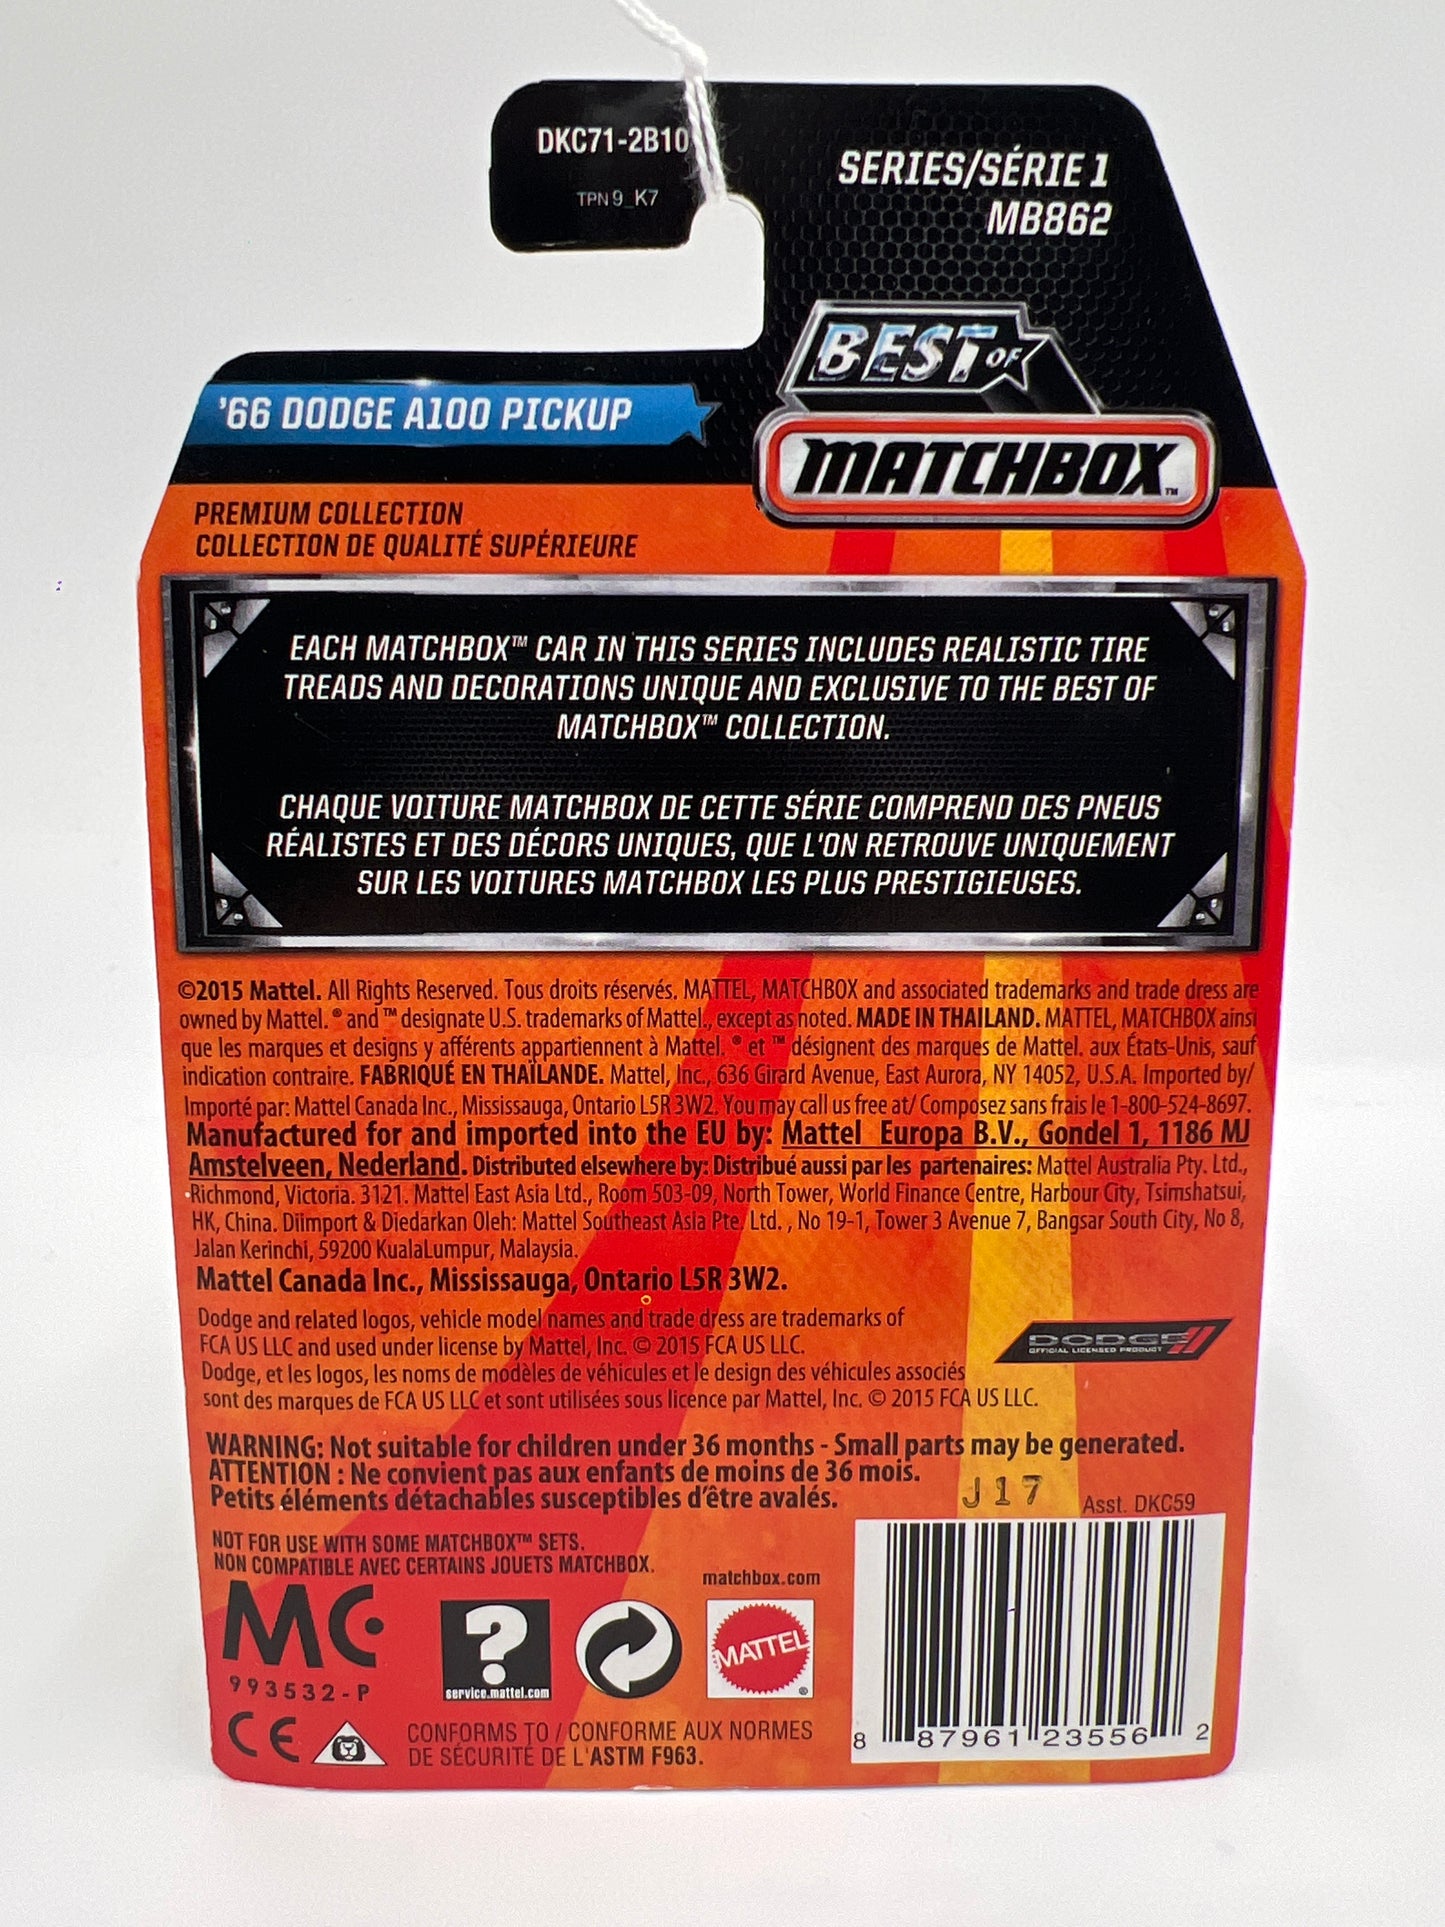 DKC71-2B10
TPN 9_K7
SERIES/SÉRIE 1
MB862
BEST OF
MATCHBOX™
'66 DODGE A100 PICKUP
PREMIUM COLLECTION
COLLECTION DE QUALITÉ SUPÉRIEURE
EACH MATCHBOX™ CAR IN THIS SERIES INCLUDES REALISTIC TIRE
TREADS AND DECORATIONS UNIQUE AND EXCLUSIVE TO THE BEST OF
MATCHBOX™ COLLECTION.
CHAQUE VOITURE MATCHBOX DE CETTE SÉRIE COMPREND DES PNEUS
RÉALISTES ET DES DÉCORS UNIQUES, QUE L'ON RETROUVE UNIQUEMENT
SUR LES VOITURES MATCHBOX LES PLUS PRESTIGIEUSES.
©2015 Mattel. All Rights Reserved. Tous droits réservés. MATTEL, MATCHBOX and associated trademarks and trade dress are
owned by Mattel. ® and ™ designate U.S. trademarks of Mattel., except as noted. MADE IN THAILAND. MATTEL, MATCHBOX ainsi
que les marques et designs y afférents appartiennent à Mattel. ® et ™ désignent des marques de Mattel. aux États-Unis, sauf
indication contraire. FABRIQUÉ EN THAÏLANDE. Mattel, Inc., 636 Girard Avenue, East Aurora, NY 14052, U.S.A. Imported by/
Importé par: Mattel Canada Inc., Mississauga, Ontario L5R 3W2. You may call us free at/ Composez sans frais le 1-800-524-8697.
Manufactured for and imported into the EU by: Mattel Europa B.V., Gondel 1, 1186 MJ
Amstelveen, Nederland. Distributed elsewhere by: Distribué aussi par les partenaires: Mattel Australia Pty. Ltd.,
Richmond, Victoria. 3121. Mattel East Asia Ltd., Room 503-09, North Tower, World Finance Centre, Harbour City, Tsimshatsui,
HK, China. Diimport & Diedarkan Oleh: Mattel Southeast Asia Pte. Ltd. , No 19-1, Tower 3 Avenue 7, Bangsar South City, No 8,
Jalan Kerinchi, 59200 KualaLumpur, Malaysia.
Mattel Canada Inc., Mississauga, Ontario L5R 3W2.
Dodge and related logos, vehicle model names and trade dress are trademarks of
FCA US LLC and used under license by Mattel, Inc. © 2015 FCA US LLC.
Dodge, et les logos, les noms de modèles de véhicules et le design des véhicules associés
sont des marques de FCA US LLC et sont utilisées sous licence par Mattel, Inc. © 2015 FCA US LLC.
DODGE
OFFICIAL LICENSED PRODUCT
WARNING: Not suitable for children under 36 months - Small parts may be generated.
ATTENTION : Ne convient pas aux enfants de moins de 36 mois.
Petits éléments détachables susceptibles d'être avalés.
J17
Asst. DKC59
NOT FOR USE WITH SOME MATCHBOX™ SETS.
NON COMPATIBLE AVEC CERTAINS JOUETS MATCHBOX.
matchbox.com
MC
993532-P
?
service.mattel.com
MATTEL
®
CE
CONFORMS TO / CONFORME AUX NORMES
DE SÉCURITÉ DE L'ASTM F963.
8 87961 23556 2